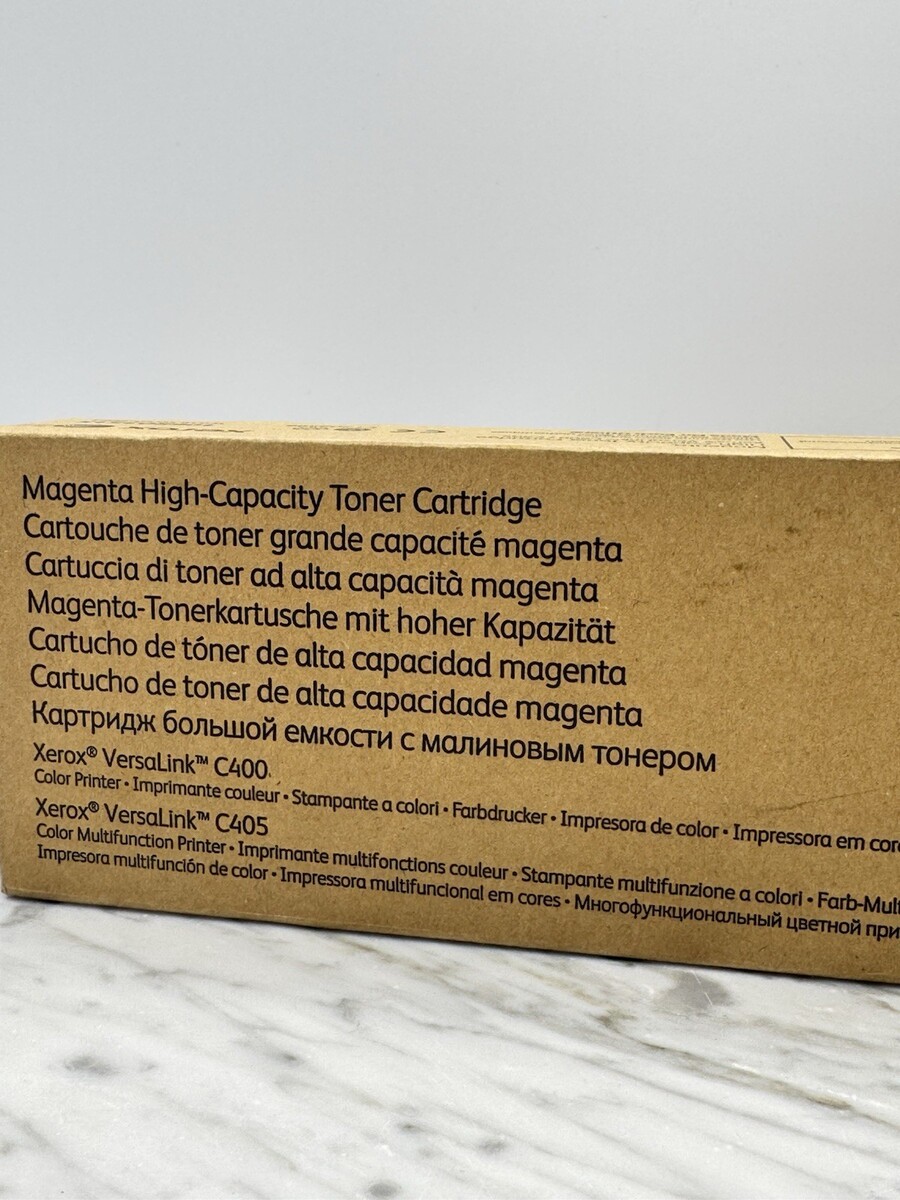 Magenta High-Capacity Toner Cartridge
Cartouche de toner grande capacité magenta
Cartuccia di toner ad alta capacità magenta
Magenta-Tonerkartusche mit hoher Kapazität
Cartucho de tóner de alta capacidad magenta
Cartucho de toner de alta capacidade magenta
Картридж большой емкости с малиновым тонером
Xerox® VersaLink™ C400
Color Printer • Imprimante couleur • Stampante a colori • Farbdrucker • Impresora de color • Impressora em cor
Xerox® VersaLink™ C405
Color Multifunction Printer • Imprimante multifonctions couleur • Stampante multifunzione a colori • Farb-Mult
Impresora multifunción de color • Impressora multifuncional em cores • Многофункциональный цветной при